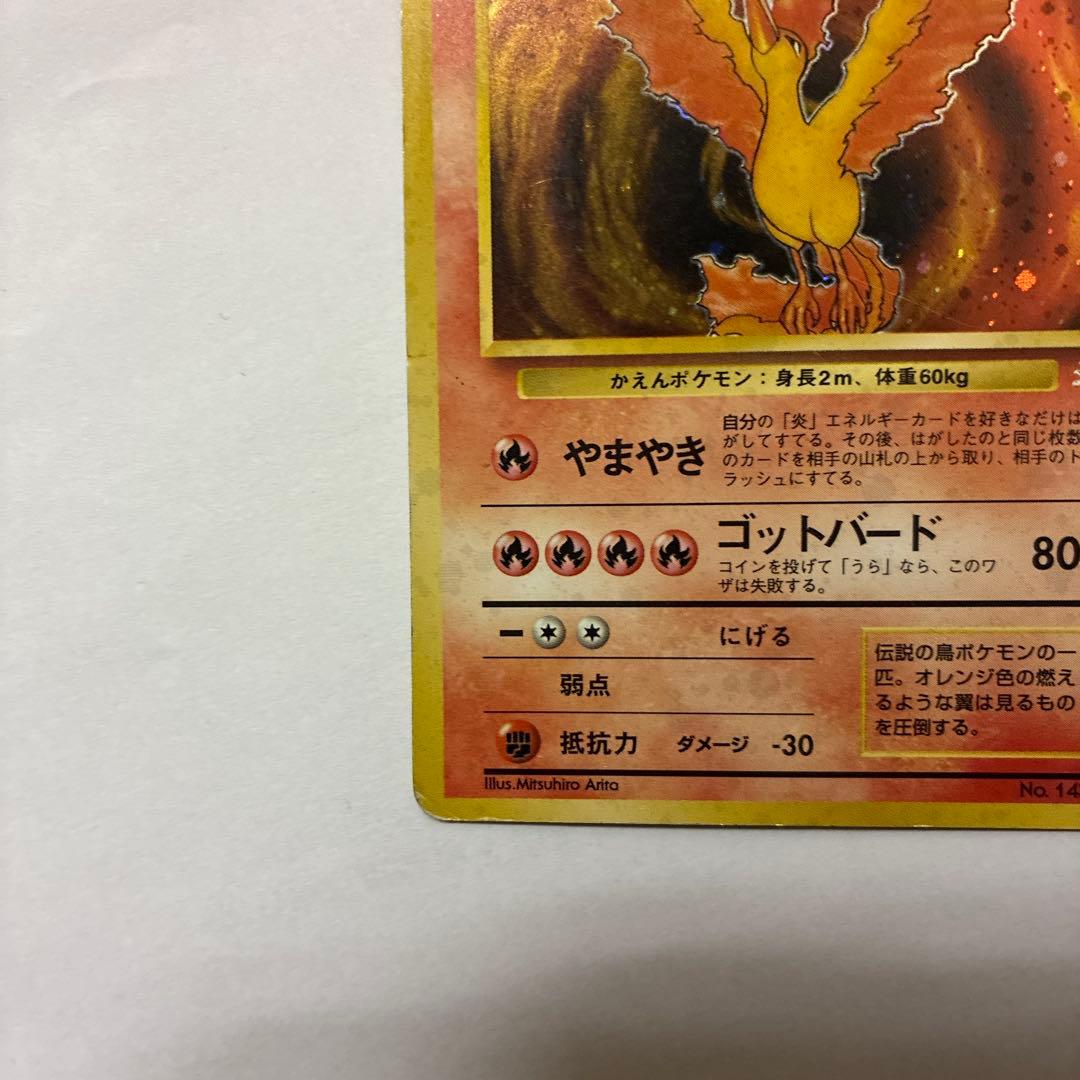 かえんポケモン：身長2m、体重60kg
やまやき
自分の「炎」エネルギーカードを好きなだけは
がしてすてる。その後、はがしたのと同じ枚数
のカードを相手の山札の上から取り、相手のト
ラッシュにすてる。
ゴットバード 80
コインを投げて「うら」なら、このワ
ザは失敗する。
ー にげる
弱点
抵抗力 ダメージ -30
伝説の鳥ポケモンの一
匹。オレンジ色の燃え
るような翼は見るもの
を圧倒する。
Illus.Mitsuhiro Arita
No. 14